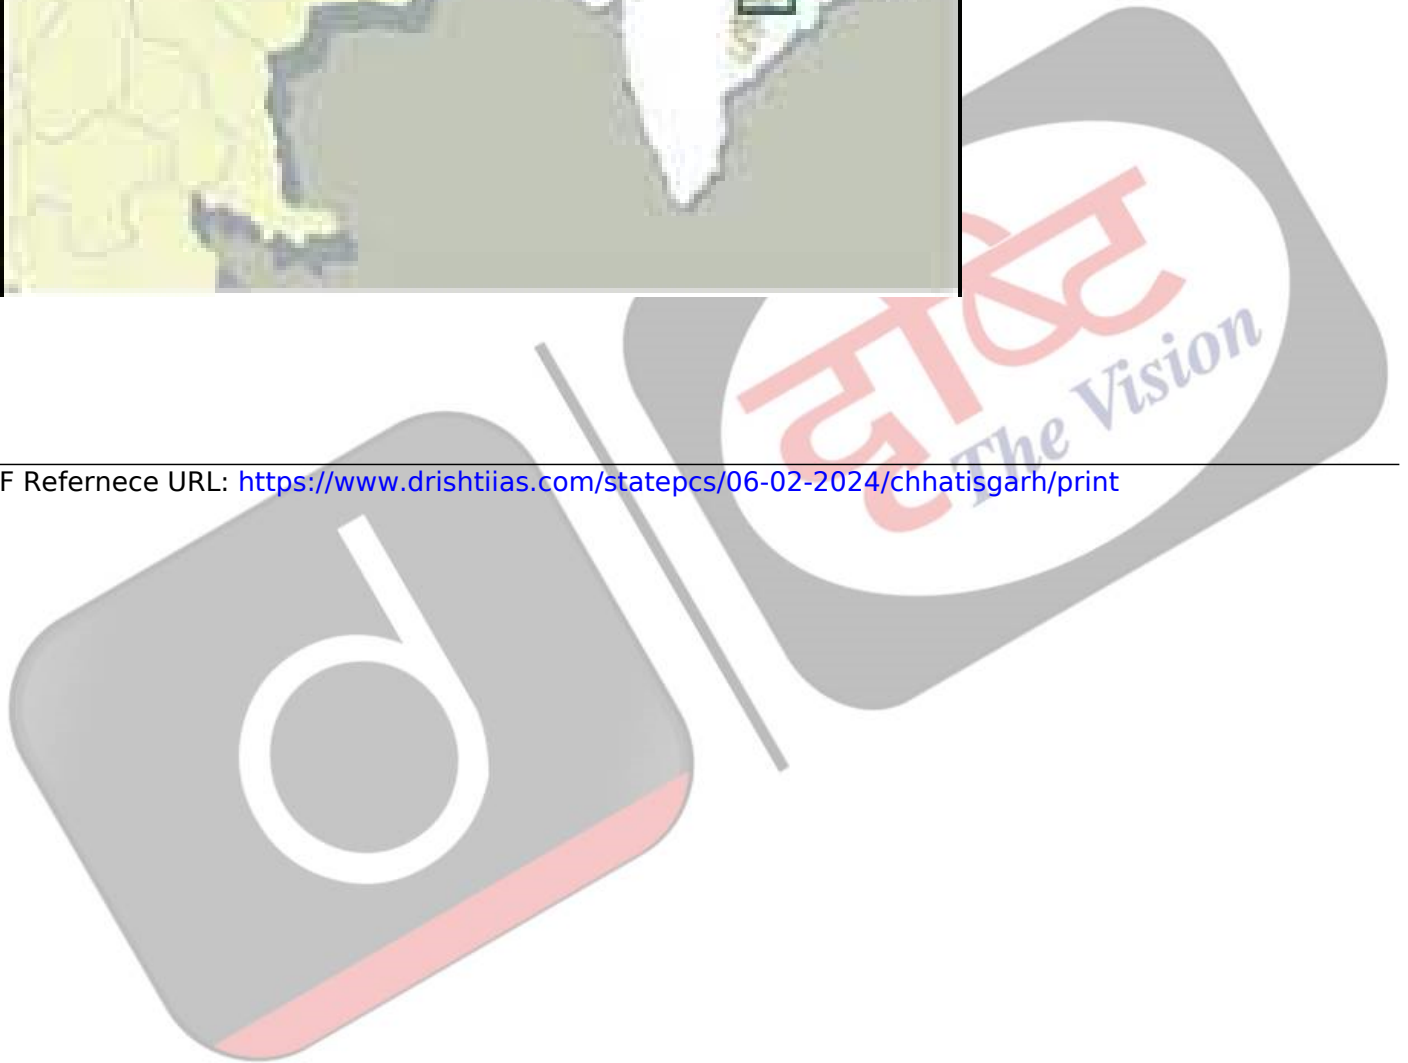 दृष्टि
The Vision
F Refernece URL: https://www.drishtiias.com/statepcs/06-02-2024/chhatisgarh/print
d